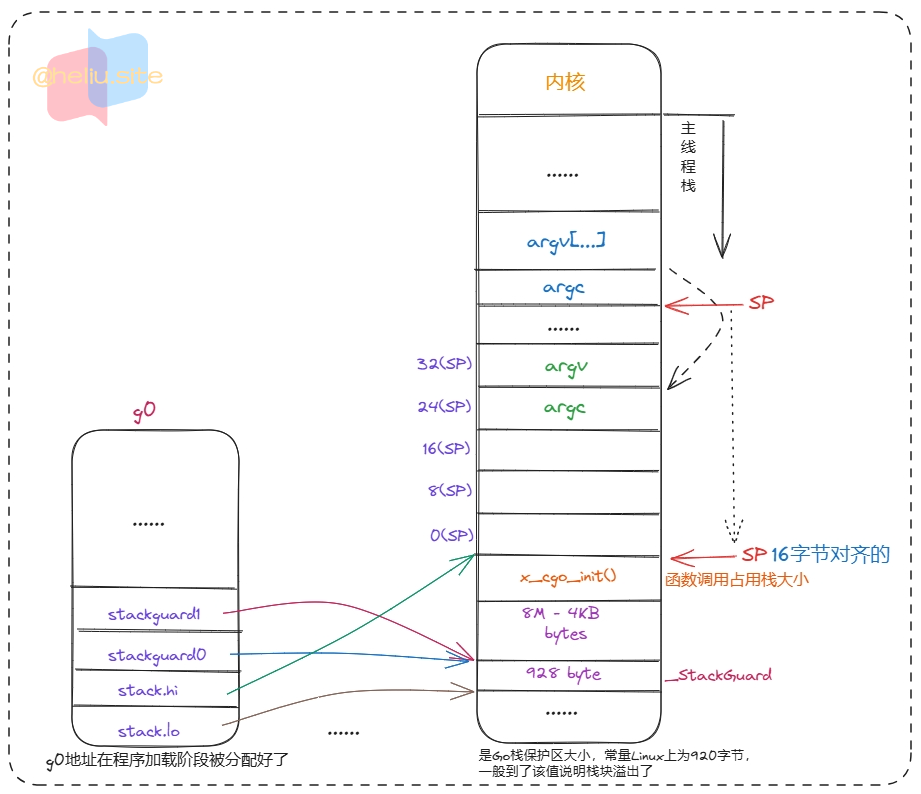 @heliu.site
内核
主线程栈
......
argv[...]
argc
SP
......
32(SP)
argv
24(SP)
argc
16(SP)
8(SP)
0(SP)
SP 16字节对齐的
x_cgo_init()
函数调用占用栈大小
8M - 4KB
bytes
928 byte
_StackGuard
......
g0
......
stackguard1
stackguard0
stack.hi
stack.lo
......
g0地址在程序加载阶段被分配好了
是Go栈保护区大小，常量Linux上为920字节，
一般到了该值说明栈块溢出了